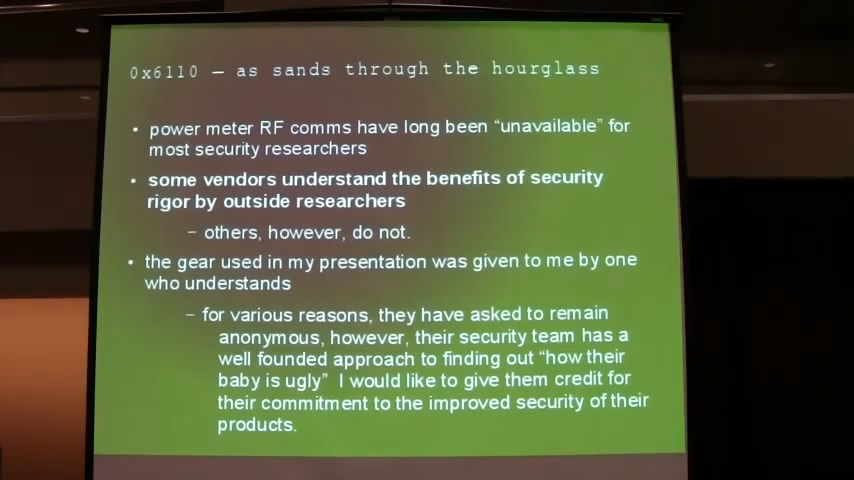 0x6110 – as sands through the hourglass
• power meter RF comms have long been “unavailable” for
most security researchers
• some vendors understand the benefits of security
rigor by outside researchers
– others, however, do not.
• the gear used in my presentation was given to me by one
who understands
– for various reasons, they have asked to remain
anonymous, however, their security team has a
well founded approach to finding out “how their
baby is ugly”  I would like to give them credit for
their commitment to the improved security of their
products.